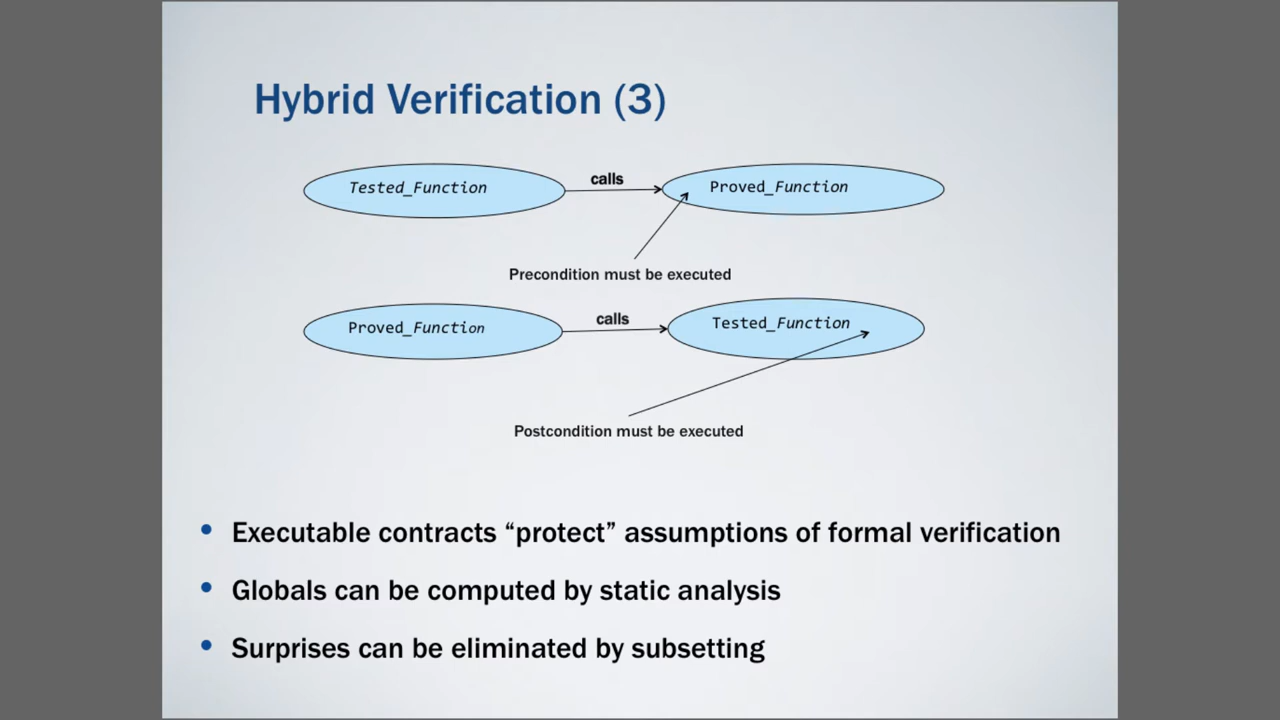 Hybrid Verification (3)
Tested_Function
calls
Proved_Function
Precondition must be executed
Proved_Function
calls
Tested_Function
Postcondition must be executed
• Executable contracts “protect” assumptions of formal verification
• Globals can be computed by static analysis
• Surprises can be eliminated by subsetting